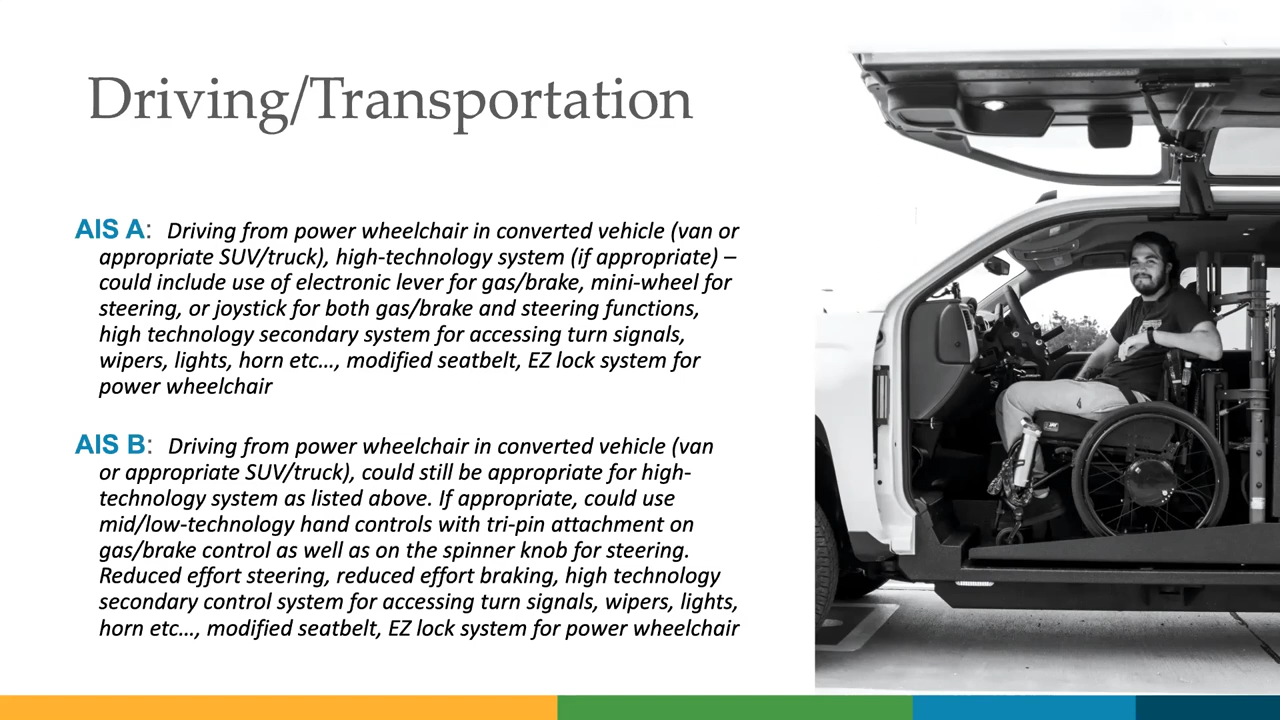 Driving/Transportation
AIS A:  Driving from power wheelchair in converted vehicle (van or
appropriate SUV/truck), high-technology system (if appropriate) –
could include use of electronic lever for gas/brake, mini-wheel for
steering, or joystick for both gas/brake and steering functions,
high technology secondary system for accessing turn signals,
wipers, lights, horn etc…, modified seatbelt, EZ lock system for
power wheelchair
AIS B:  Driving from power wheelchair in converted vehicle (van
or appropriate SUV/truck), could still be appropriate for high-
technology system as listed above. If appropriate, could use
mid/low-technology hand controls with tri-pin attachment on
gas/brake control as well as on the spinner knob for steering.
Reduced effort steering, reduced effort braking, high technology
secondary control system for accessing turn signals, wipers, lights,
horn etc…, modified seatbelt, EZ lock system for power wheelchair